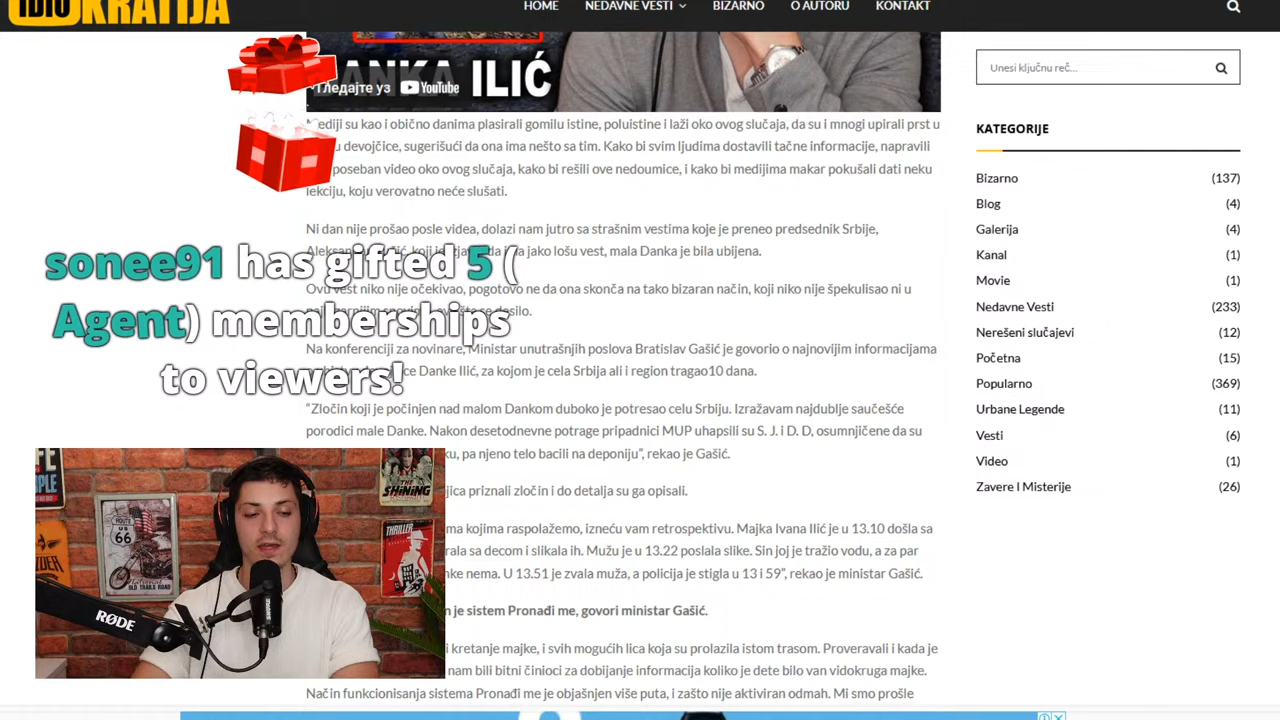 KRATIJA
HOME
NEDAVNE VESTI
BIZARNO
O AUTORU
KONTAKT
DANKA ILIĆ
Гледајте уз YouTube
Mediji su kao i obično danima plasirali gomilu istine, poluistine i laži oko ovog slučaja, da su i mnogi upirali prst u
devojčice, sugerišući da ona ima nešto sa tim. Kako bi svim ljudima dostavili tačne informacije, napravili
poseban video oko ovog slučaja, kako bi rešili ove nedoumice, i kako bi medijima makar pokušali dati neku
lekciju, koju verovatno neće slušati.
Ni dan nije prošao posle videa, dolazi nam jutro sa strašnim vestima koje je preneo predsednik Srbije,
jako lošu vest, mala Danka je bila ubijena.
Ovu vest niko nije očekivao, pogotovo ne da ona skonča na tako bizaran način, koji niko nije špekulisao ni u
desilo.
Na konferenciji za novinare, Ministar unutrašnjih poslova Bratislav Gašić je govorio o najnovijim informacijama
Danke Ilić, za kojom je cela Srbija ali i region tragao10 dana.
“Zločin koji je počinjen nad malom Dankom duboko je potresao celu Srbiju. Izražavam najdublje saučešće
porodici male Danke. Nakon desetodnevne potrage pripadnici MUP uhapsili su S. J. i D. D, osumnjičene da su
pa njeno telo bacili na deponiju”, rekao je Gašić.
priznali zločin i do detalja su ga opisali.
kojima raspolažemo, izneću vam retrospektivu. Majka Ivana Ilić je u 13.10 došla sa
sa decom i slikala ih. Mužu je u 13.22 poslala slike. Sin joj je tražio vodu, a za par
nema. U 13.51 je zvala muža, a policija je stigla u 13 i 59”, rekao je ministar Gašić.
je sistem Pronađi me, govori ministar Gašić.
i kretanje majke, i svih mogućih lica koja su prolazila istom trasom. Proveravali i kada je
nam bili bitni činioci za dobijanje informacija koliko je dete bilo van vidokruga majke.
Način funkcionisanja sistema Pronađi me je objašnjen više puta, i zašto nije aktiviran odmah. Mi smo prošle
sonee91 has gifted 5 (
Agent) memberships
to viewers!
THE SHINING
ROUTE
US
66
THRILLER
RØDE
Unesi ključnu reč...
KATEGORIJE
Bizarno (137)
Blog (4)
Galerija (4)
Kanal (1)
Movie (1)
Nedavne Vesti (233)
Nerešeni slučajevi (12)
Početna (15)
Popularno (369)
Urbane Legende (11)
Vesti (6)
Video (1)
Zavere I Misterije (26)